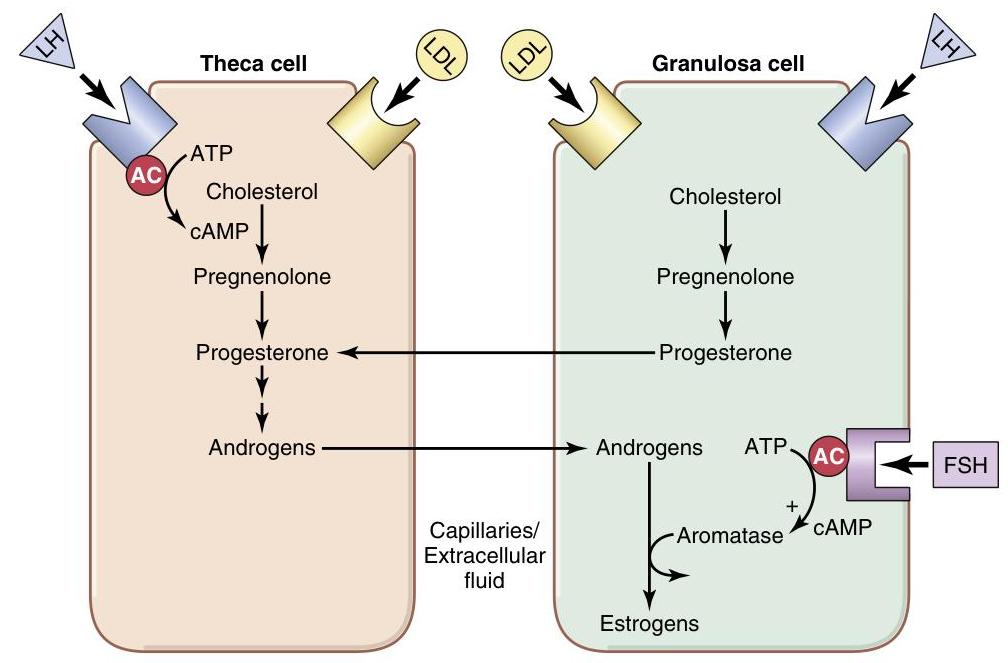 LH
Theca cell
LDL
LDL
Granulosa cell
LH
AC
ATP
Cholesterol
cAMP
Pregnenolone
Progesterone
Androgens
Cholesterol
Pregnenolone
Progesterone
Androgens
ATP
AC
FSH
+
cAMP
Aromatase
Estrogens
Capillaries/
Extracellular
fluid